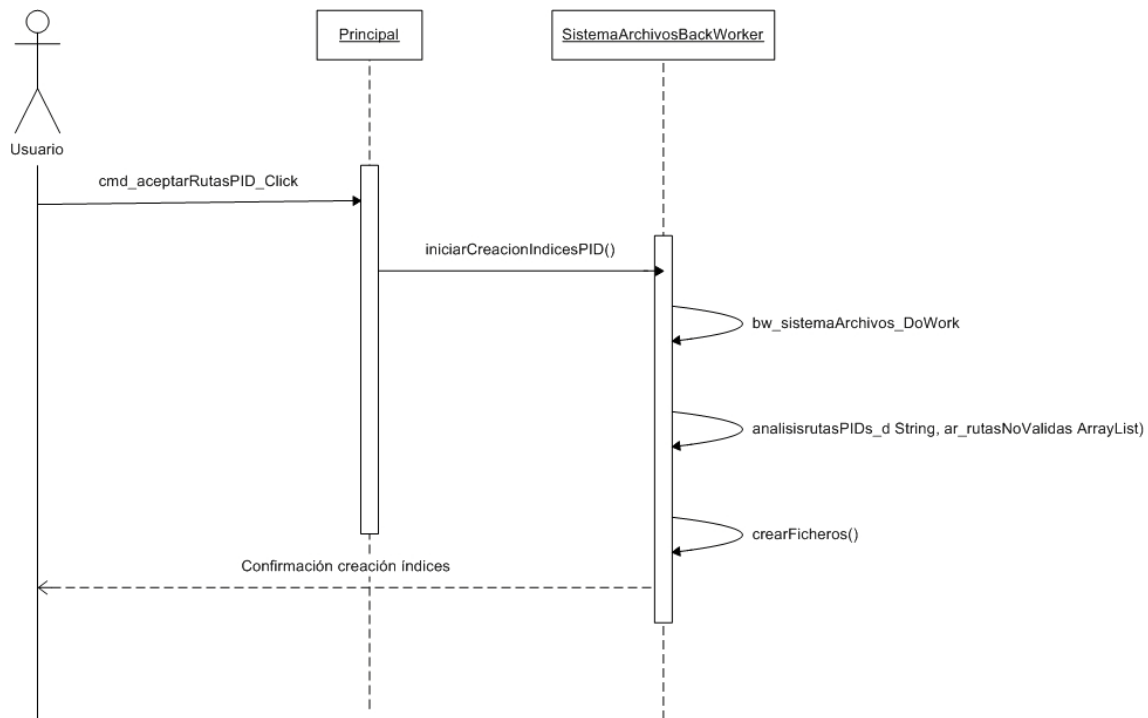 Principal
SistemaArchivosBackWorker
Usuario
cmd_aceptarRutasPID_Click
iniciarCreacionIndicesPID()
bw_sistemaArchivos_DoWork
analisisrutasPIDs_d String, ar_rutasNoValidas ArrayList)
crearFicheros()
Confirmación creación índices